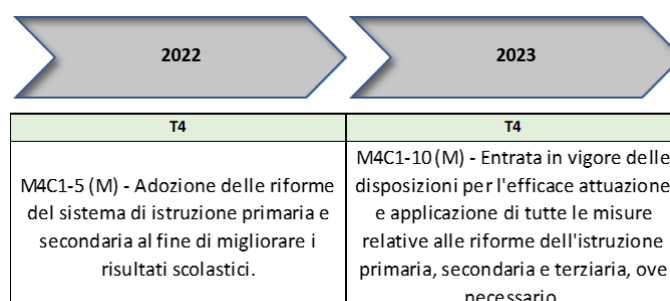 2022
2023
T4
T4
M4C1-5 (M) - Adozione delle riforme
del sistema di istruzione primaria e
secondaria al fine di migliorare i
risultati scolastici.
M4C1-10 (M) - Entrata in vigore delle
disposizioni per l'efficace attuazione
e applicazione di tutte le misure
relative alle riforme dell'istruzione
primaria, secondaria e terziaria, ove
necessario